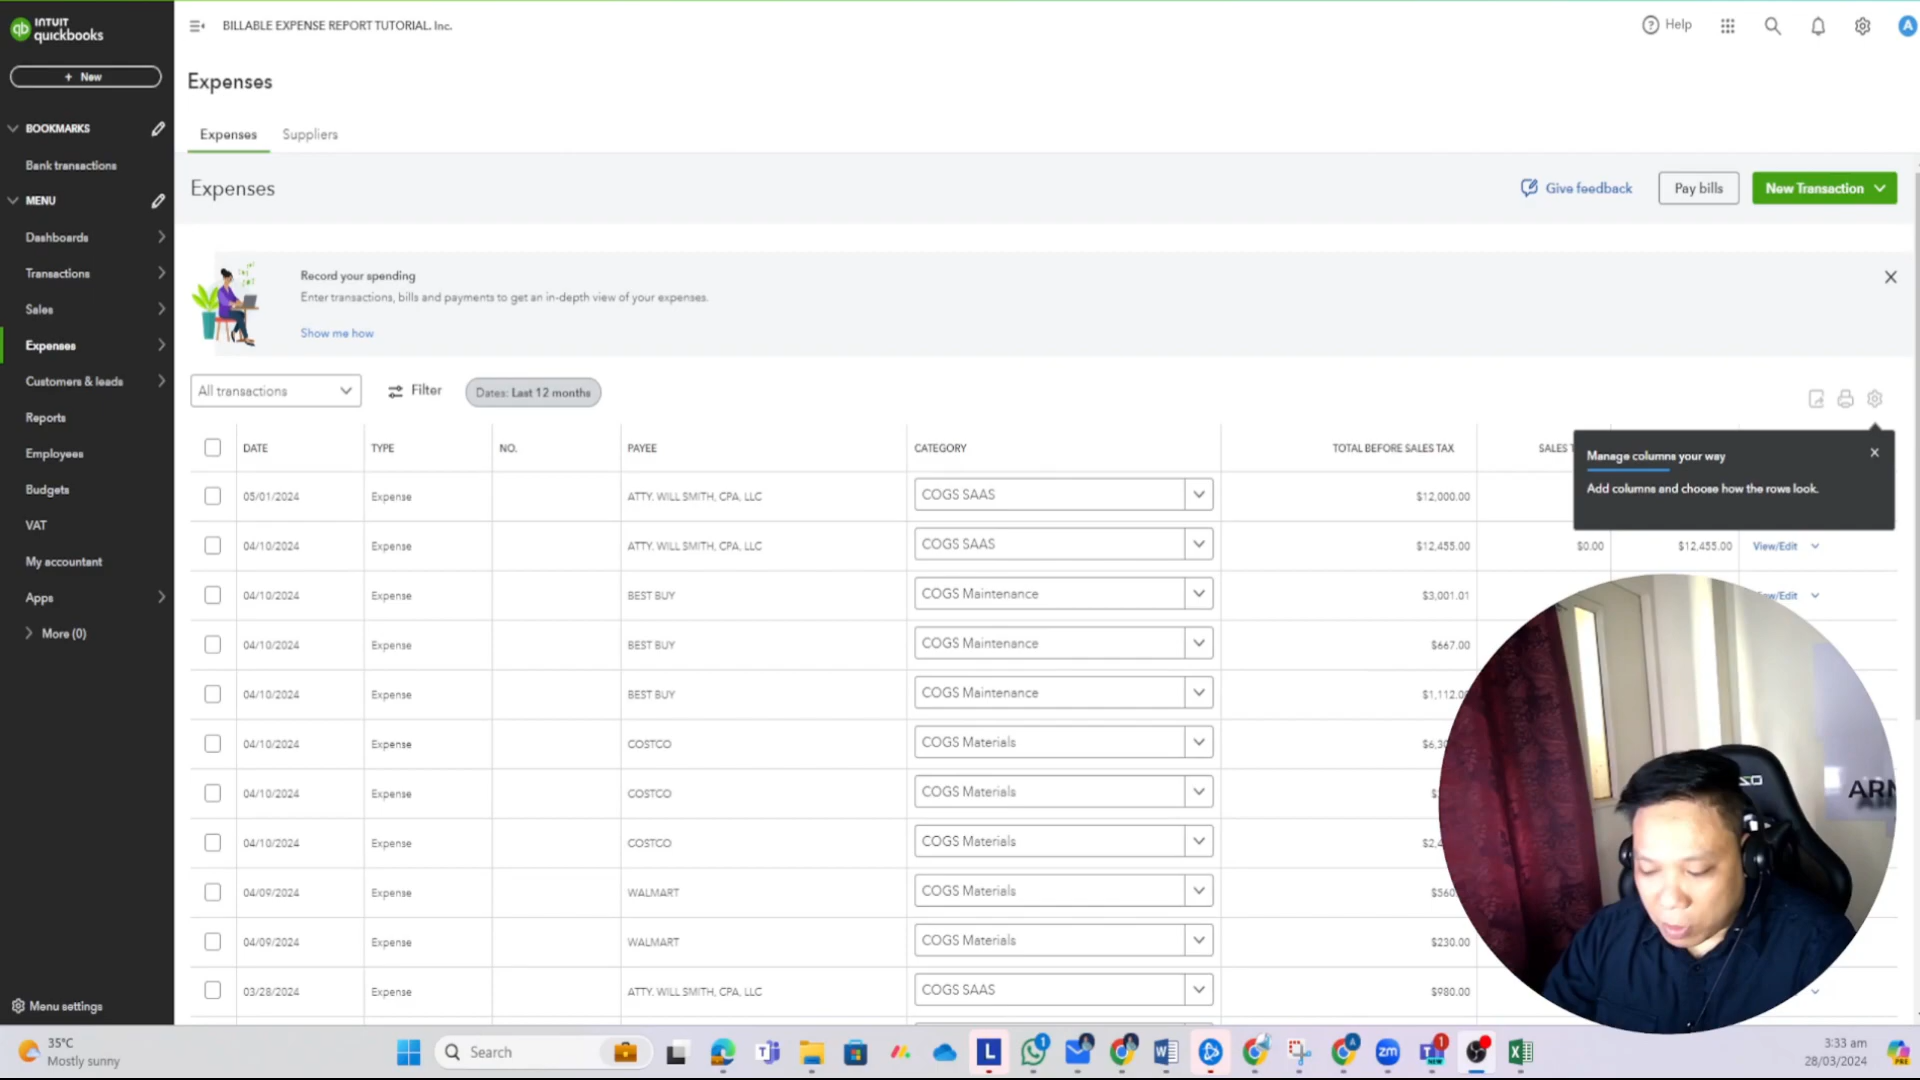 INTUIT
quickbooks
BILLABLE EXPENSE REPORT TUTORIAL. Inc.
Help
A
+ New
Expenses
BOOKMARKS
Bank transactions
MENU
Dashboards
Transactions
Sales
Expenses
Customers & leads
Reports
Employees
Budgets
VAT
My accountant
Apps
More (0)
Menu settings
Expenses Suppliers
Expenses
Give feedback
Pay bills
New Transaction
Record your spending
Enter transactions, bills and payments to get an in-depth view of your expenses.
Show me how
All transactions
Filter
Dates: Last 12 months
DATE TYPE NO. PAYEE CATEGORY TOTAL BEFORE SALES TAX SALES
Manage columns your way
Add columns and choose how the rows look.
05/01/2024 Expense ATTY. WILL SMITH, CPA, LLC COGS SAAS $12,000.00
04/10/2024 Expense ATTY. WILL SMITH, CPA, LLC COGS SAAS $12,455.00 $0.00 $12,455.00 View/Edit
04/10/2024 Expense BEST BUY COGS Maintenance $3,001.01 /Edit
04/10/2024 Expense BEST BUY COGS Maintenance $667.00
04/10/2024 Expense BEST BUY COGS Maintenance $1,112.0
04/10/2024 Expense COSTCO COGS Materials
04/10/2024 Expense COSTCO COGS Materials
04/10/2024 Expense COSTCO COGS Materials
04/09/2024 Expense WALMART COGS Materials $560
04/09/2024 Expense WALMART COGS Materials $230.00
03/28/2024 Expense ATTY. WILL SMITH, CPA, LLC COGS SAAS $980.00
ARN
35°C
Mostly sunny
Search
3:33 am
28/03/2024